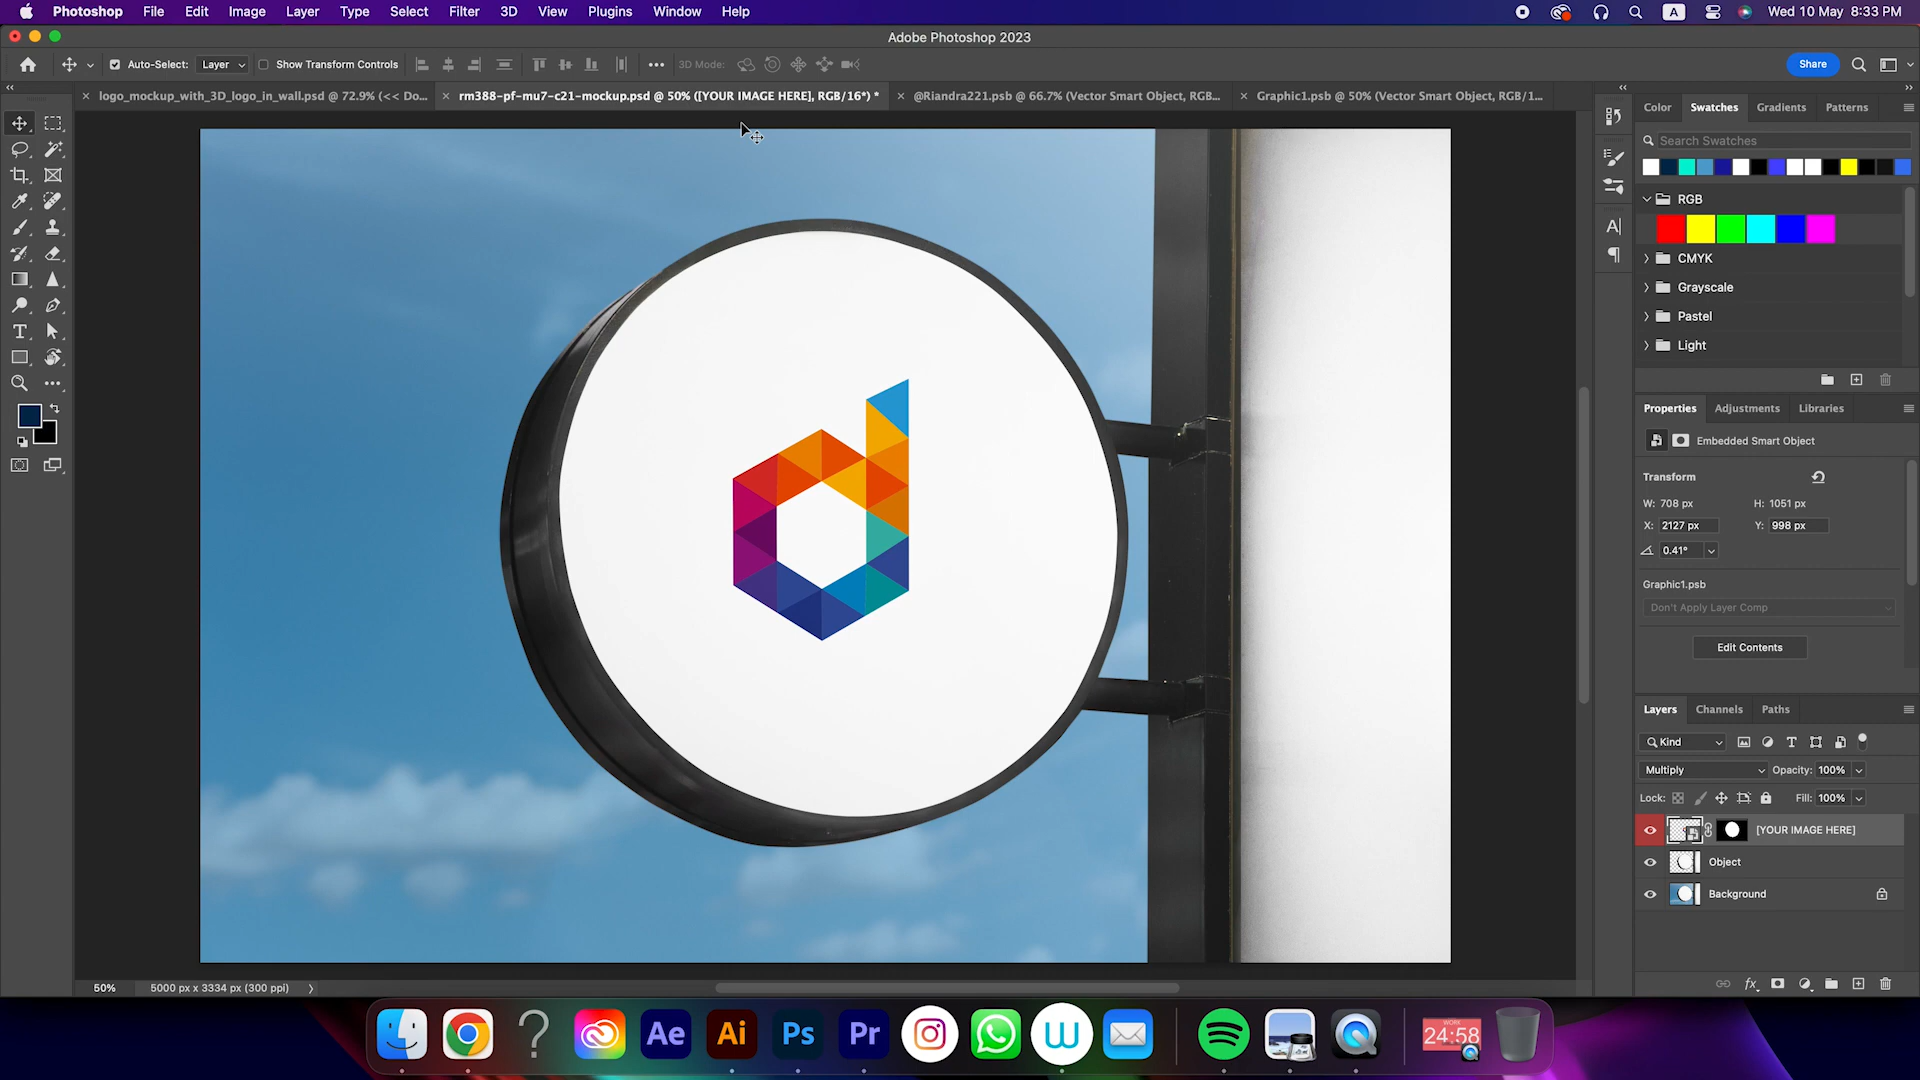 Photoshop File Edit Image Layer Type Select Filter 3D View Plugins Window Help
A Wed 10 May 8:33 PM
Adobe Photoshop 2023
Auto-Select: Layer Show Transform Controls ••• 3D Mode: Share
× logo_mockup_with_3D_logo_in_wall.psd @ 72.9% (<< Do... × rm388-pf-mu7-c21-mockup.psd @ 50% ([YOUR IMAGE HERE], RGB/16*) * × @Riandra221.psb @ 66.7% (Vector Smart Object, RGB... × Graphic1.psb @ 50% (Vector Smart Object, RGB/1...
Color Swatches Gradients Patterns
Search Swatches
RGB
CMYK
Grayscale
Pastel
Light
Properties Adjustments Libraries
Embedded Smart Object
Transform
W: 708 px H: 1051 px
X: 2127 px Y: 998 px
0.41°
Graphic1.psb
Don't Apply Layer Comp
Edit Contents
Layers Channels Paths
Kind
Multiply Opacity: 100%
Lock: Fill: 100%
[YOUR IMAGE HERE]
Object
Background
fx
50% 5000 px x 3334 px (300 ppi)
? Ae Ai Ps Pr W 24:58